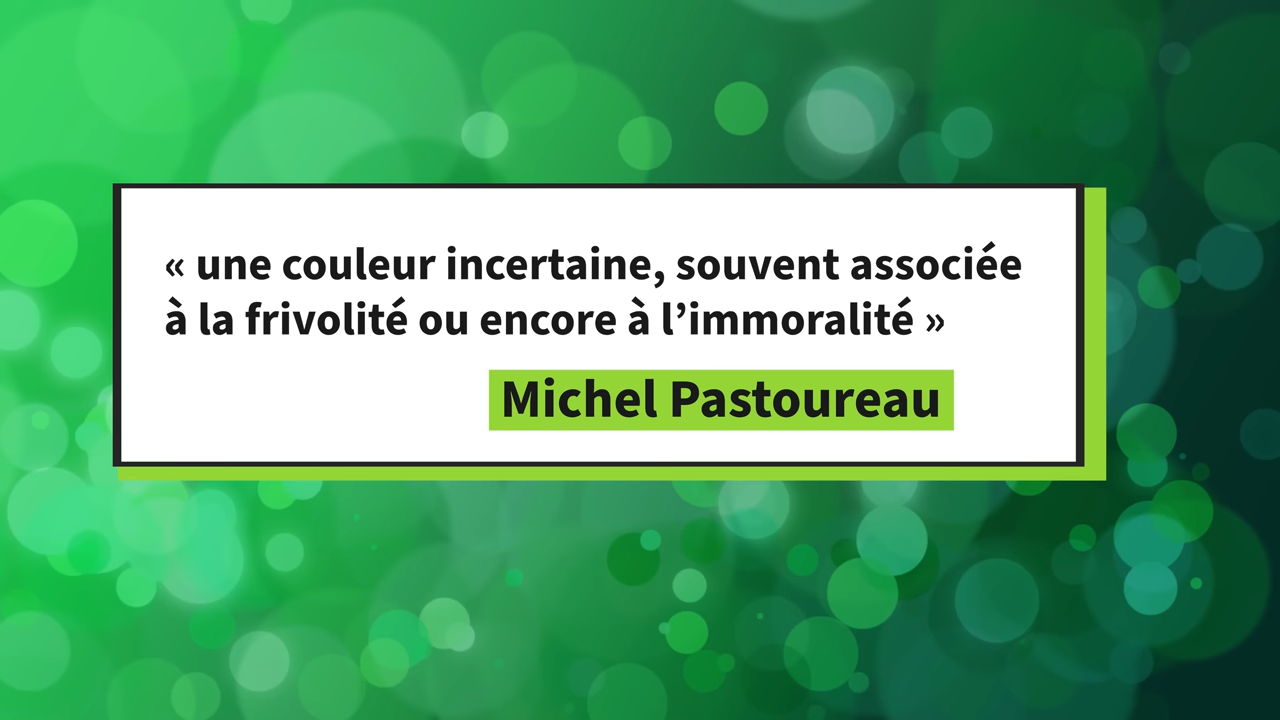 « une couleur incertaine, souvent associée
à la frivolité ou encore à l’immoralité »
Michel Pastoureau